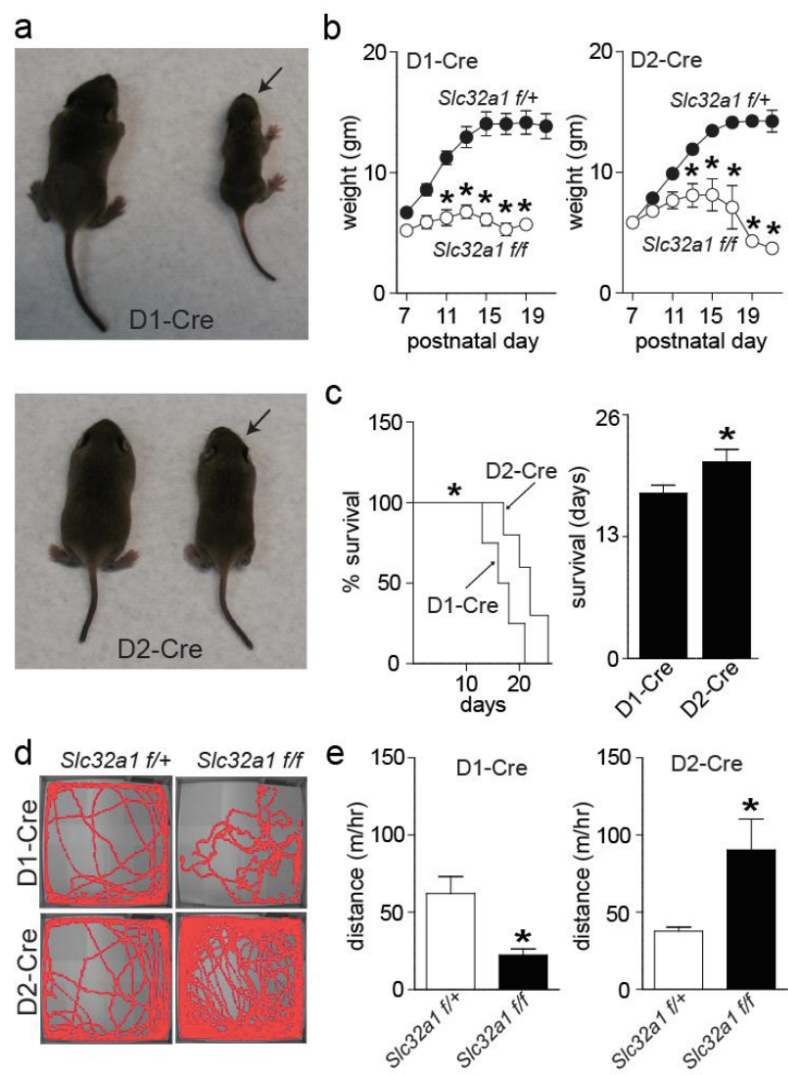 a
D1-Cre
D2-Cre
b
20
10
0
weight (gm)
D1-Cre
Slc32a1 f/+
* * * * *
Slc32a1 f/f
7 11 15 19
postnatal day
20
10
0
weight (gm)
D2-Cre
Slc32a1 f/+
* * * * *
Slc32a1 f/f
7 11 15 19
postnatal day
c
150
100
50
0
% survival
*
D2-Cre
D1-Cre
10 20
days
26
13
0
survival (days)
*
D1-Cre
D2-Cre
d
Slc32a1 f/+ Slc32a1 f/f
D1-Cre
D2-Cre
e
D1-Cre
150
100
50
0
distance (m/hr)
*
Slc32a1 f/+
Slc32a1 f/f
D2-Cre
150
100
50
0
distance (m/hr)
*
Slc32a1 f/+
Slc32a1 f/f